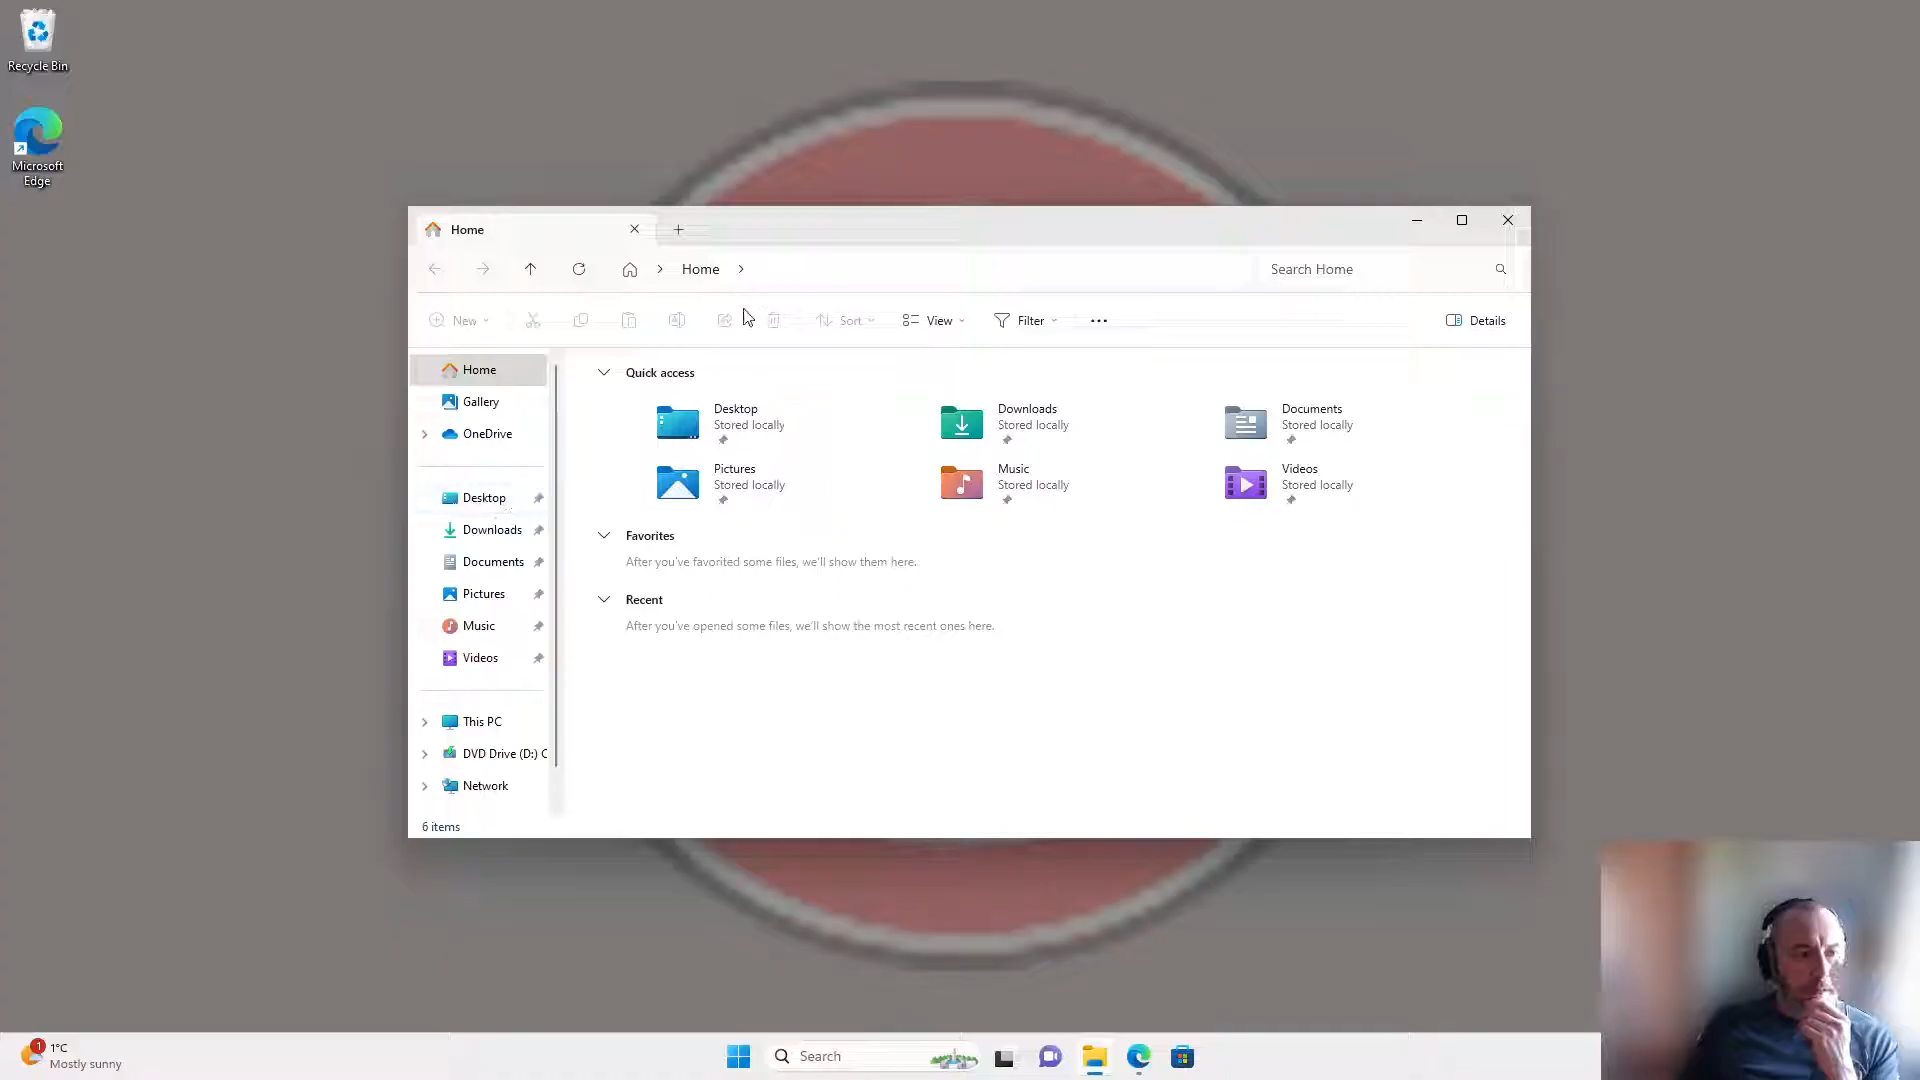 Recycle Bin
Microsoft
Edge
Home
Home
Search Home
New
Sort
View
Filter
Details
Home
Gallery
OneDrive
Desktop
Downloads
Documents
Pictures
Music
Videos
This PC
DVD Drive (D:) C
Network
6 items
Quick access
Desktop
Stored locally
Downloads
Stored locally
Documents
Stored locally
Pictures
Stored locally
Music
Stored locally
Videos
Stored locally
Favorites
After you've favorited some files, we'll show them here.
Recent
After you've opened some files, we'll show the most recent ones here.
1
1°C
Mostly sunny
Search